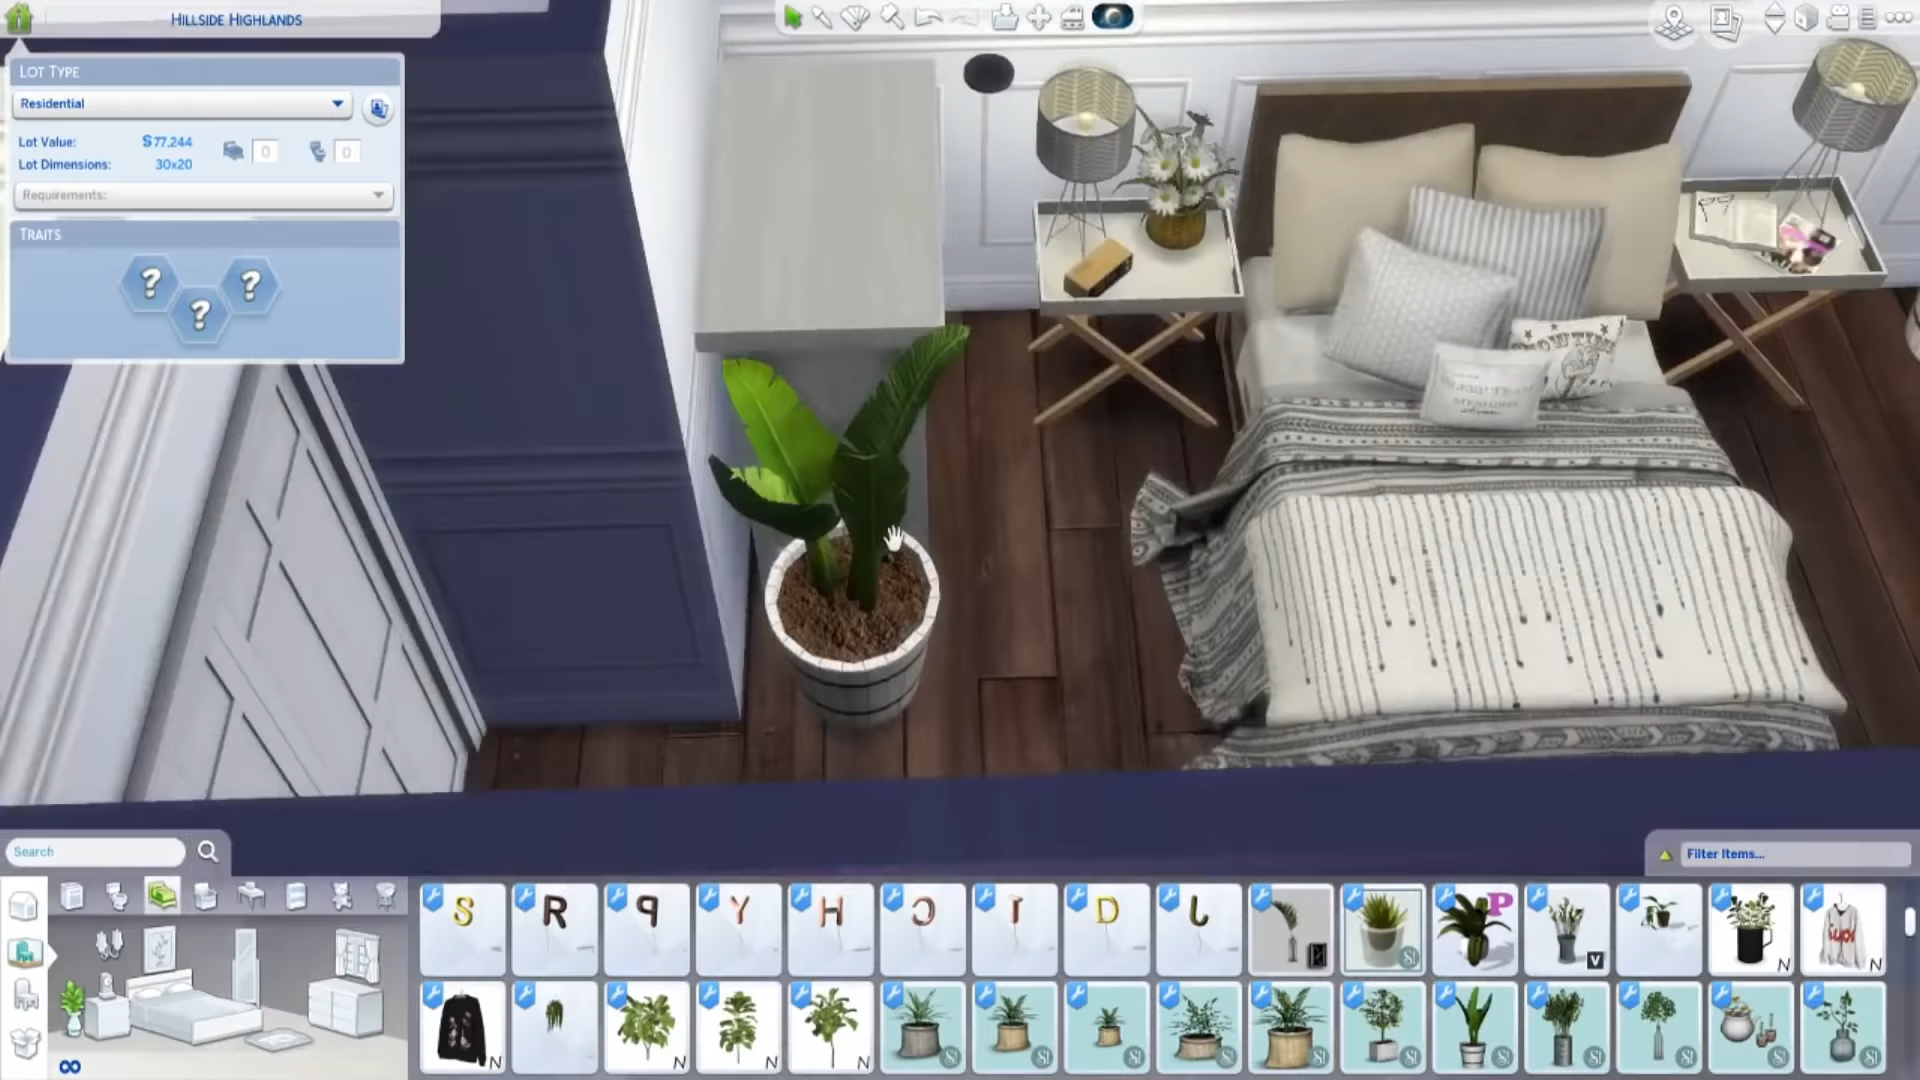 HILLSIDE HIGHLANDS
LOT TYPE
Residential
Lot Value: §77,244
0
0
Lot Dimensions: 30x20
Requirements:
TRAITS
? ? ?
Search
Filter Items...
S R P Y H C T D J
P
V
N
N
N
N
N
N